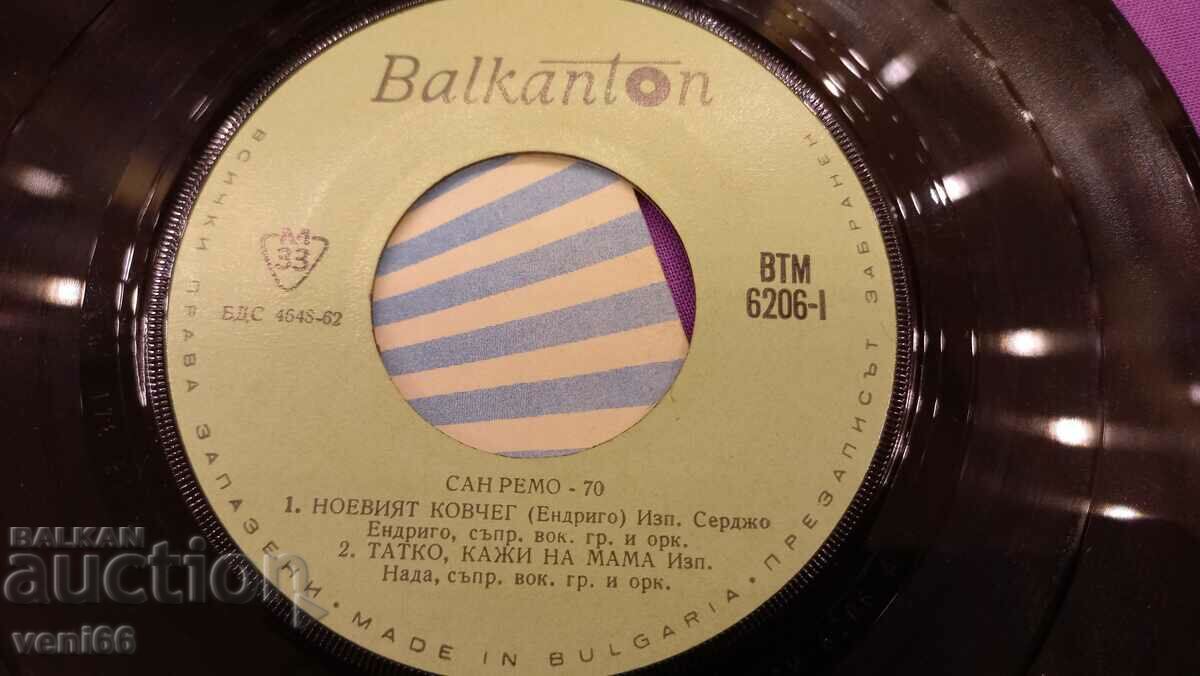 Balkanton
М
33
БДС 4648-62
ВТМ
6206-I
САН РЕМО - 70
1. НОЕВИЯТ КОВЧЕГ (Ендриго) Изп. Серджо
Ендриго, съпр. вок. гр. и орк.
2. ТАТКО, КАЖИ НА МАМА Изп.
Нада, съпр. вок. гр. и орк.
ВСИЧКИ ПРАВА ЗАПАЗЕНИ • MADE IN BULGARIA • ПРЕЗАПИСЪТ ЗАБРАНЕН
BALKAN
auction
veni66